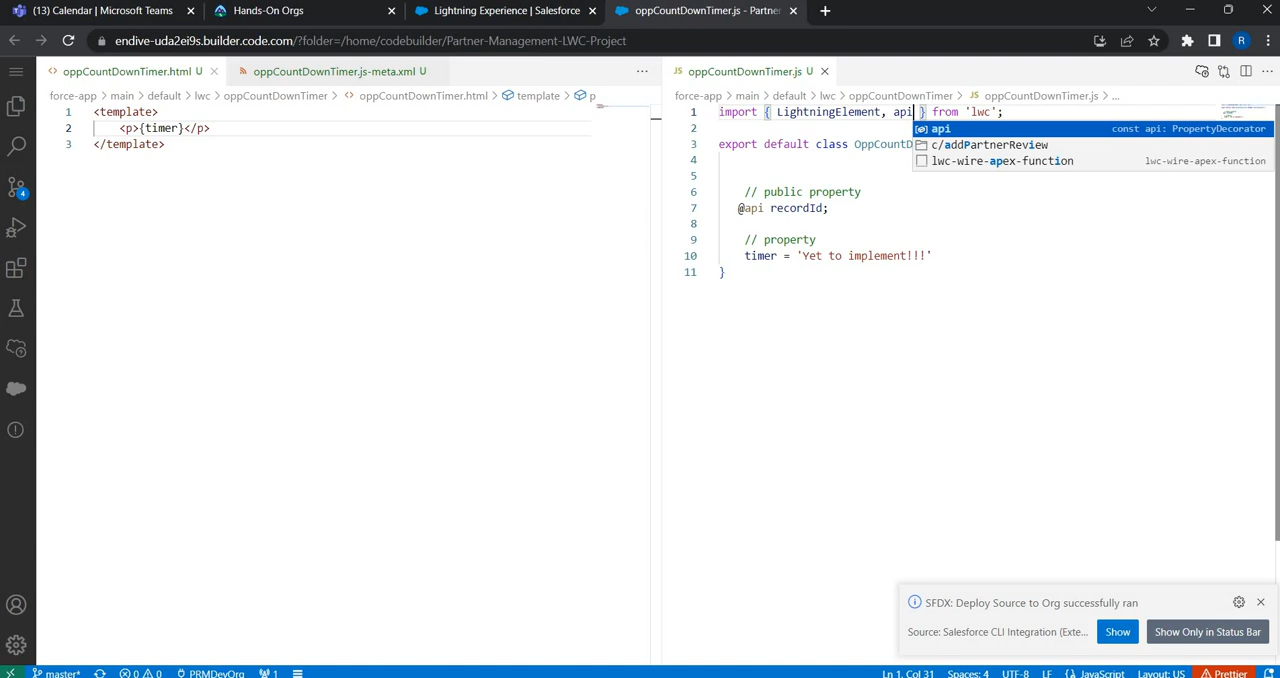 (13) Calendar | Microsoft Teams
Hands-On Orgs
Lightning Experience | Salesforce
oppCountDownTimer.js - Partner
endive-uda2ei9s.builder.code.com/?folder=/home/codebuilder/Partner-Management-LWC-Project
R
oppCountDownTimer.html U
oppCountDownTimer.js-meta.xml U
JS oppCountDownTimer.js U
force-app > main > default > lwc > oppCountDownTimer > oppCountDownTimer.html > template > p
force-app > main > default > lwc > oppCountDownTimer > JS oppCountDownTimer.js > ...
1 <template>
2 <p>{timer}</p>
3 </template>
1 import { LightningElement, api } from 'lwc';
2
3 export default class OppCountD
4
5
6 // public property
7 @api recordId;
8
9 // property
10 timer = 'Yet to implement!!!'
11 }
api const api: PropertyDecorator
c/addPartnerReview
lwc-wire-apex-function lwc-wire-apex-function
4
SFDX: Deploy Source to Org successfully ran
Source: Salesforce CLI Integration (Exte...
Show
Show Only in Status Bar
master* 0 0 PRMDevOrg 1
Ln 1, Col 31 Spaces: 4 UTF-8 LF {} JavaScript Layout: US Prettier